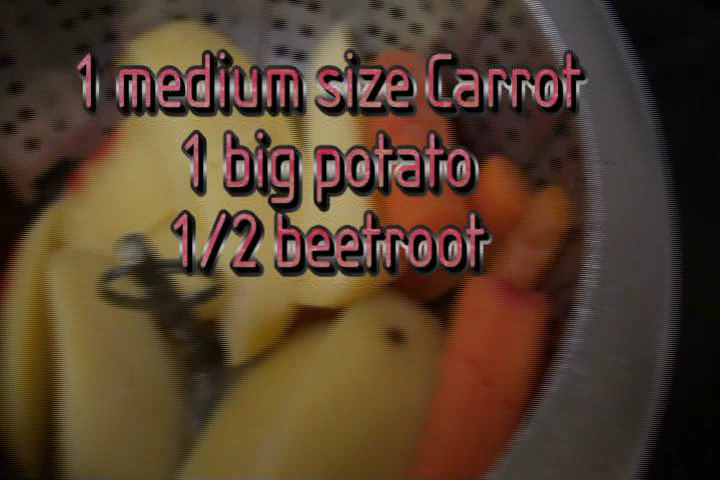 1 medium size Carrot
1 big potato
1/2 beetroot